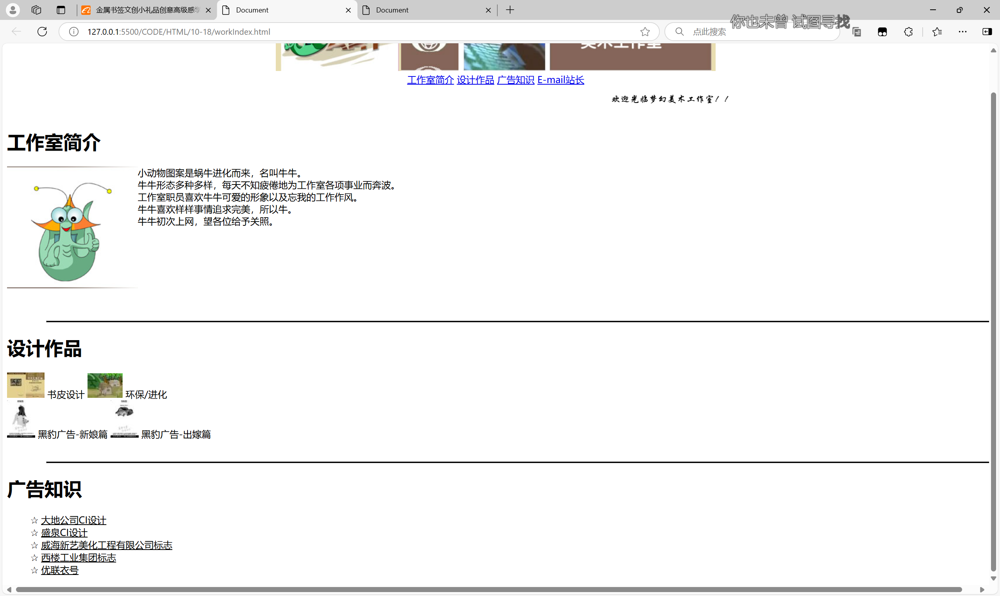 金属书签文创小礼品创意高级感学
Document
Document
127.0.0.1:5500/CODE/HTML/10-18/workIndex.html
点此搜索
你也未曾 试图寻找
美术工作室
工作室简介 设计作品 广告知识 E-mail站长
欢迎光临梦幻美术工作室！！
工作室简介
小动物图案是蜗牛进化而来，名叫牛牛。
牛牛形态多种多样，每天不知疲倦地为工作室各项事业而奔波。
工作室职员喜欢牛牛可爱的形象以及忘我的工作作风。
牛牛喜欢样样事情追求完美，所以牛。
牛牛初次上网，望各位给予关照。
设计作品
书皮设计 环保/进化
黑豹广告-新娘篇 黑豹广告-出嫁篇
广告知识
☆ 大地公司CI设计
☆ 盛泉CI设计
☆ 威海新艺美化工程有限公司标志
☆ 西楼工业集团标志
☆ 优联衣号